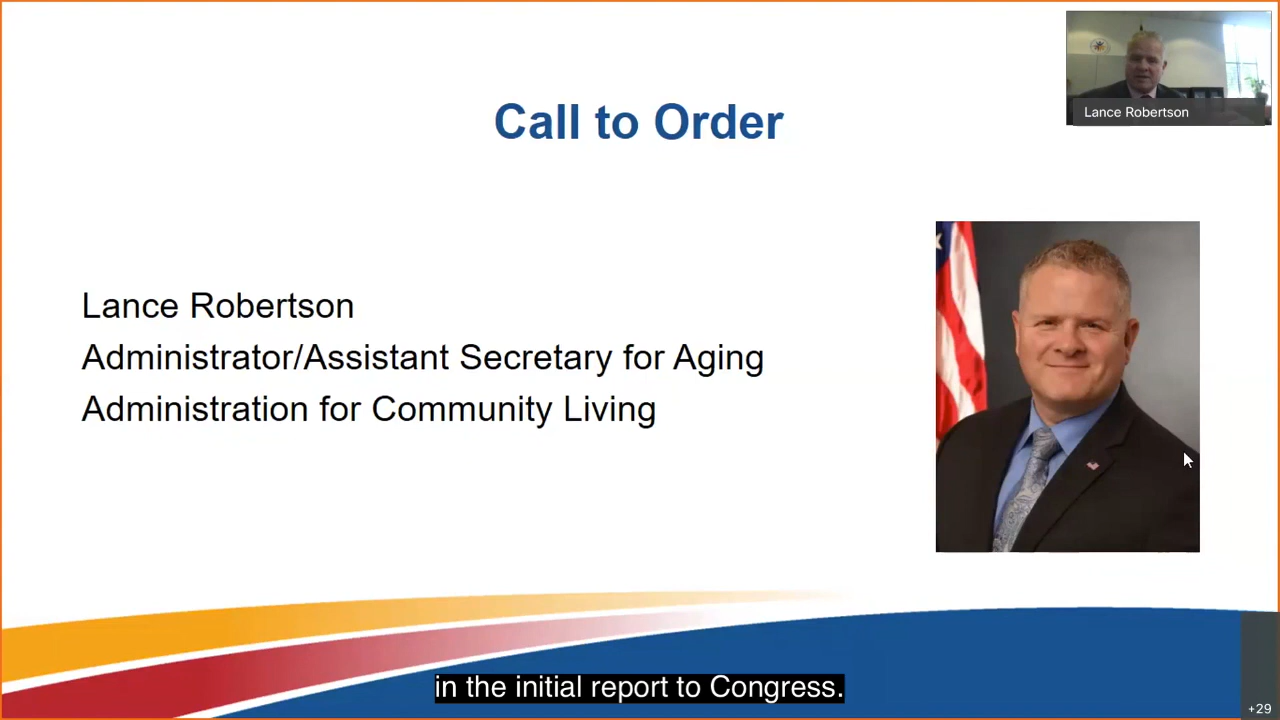 Call to Order
Lance Robertson
Lance Robertson
Administrator/Assistant Secretary for Aging
Administration for Community Living
in the initial report to Congress.
+29